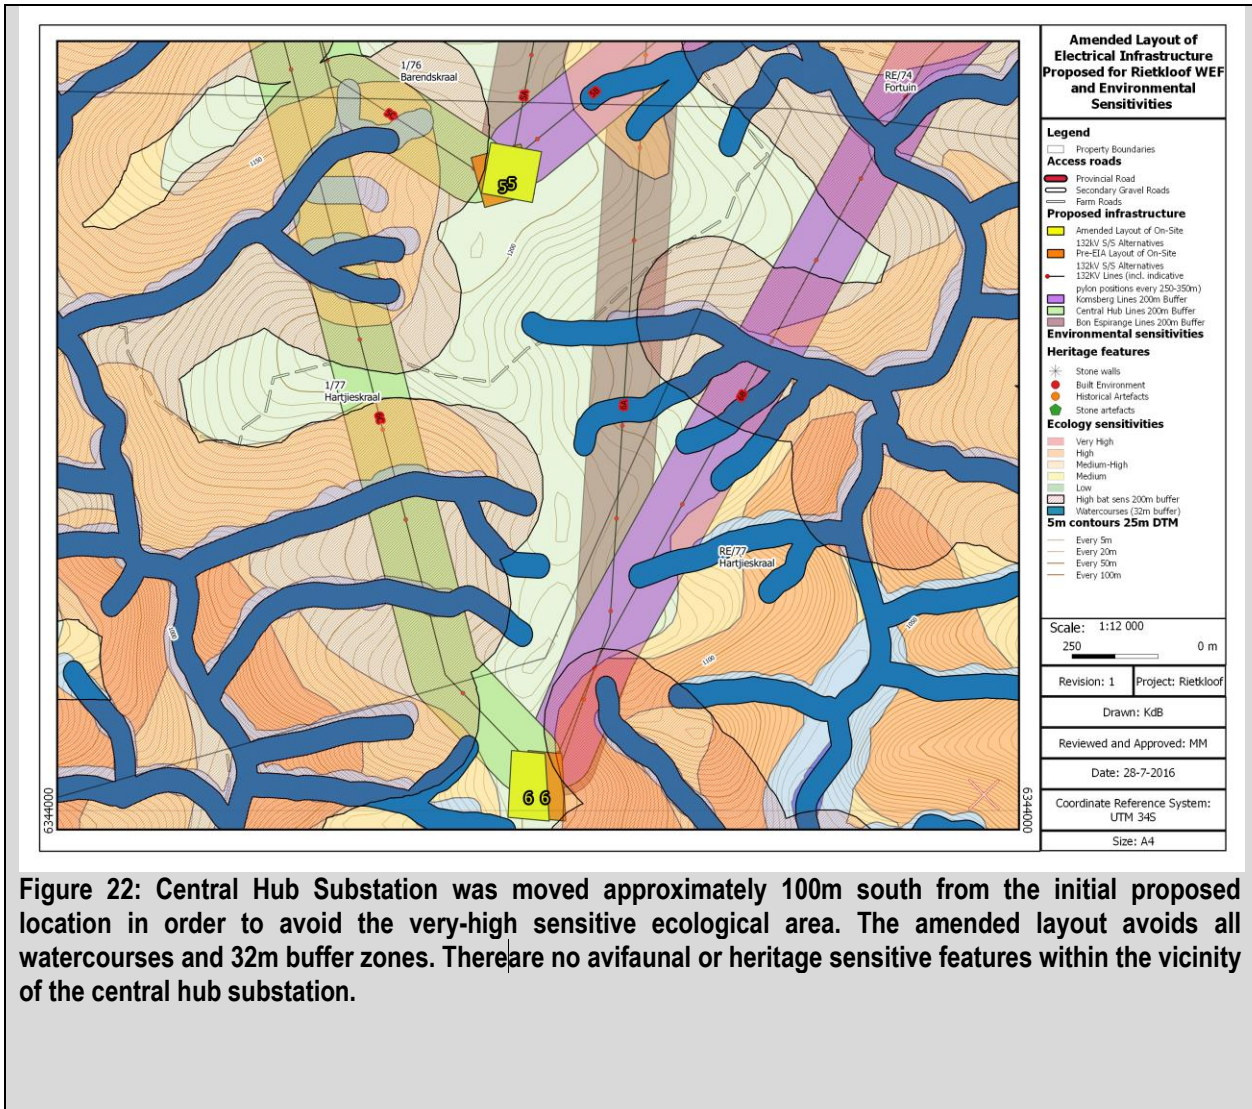 1/76
Barendskraal
RE/74
Fortuin
1150
1200
55
1/77
Hartjieskraal
RE/77
Hartjieskraal
1000
1100
1050
6 6
6344000
6344000
Amended Layout of
Electrical Infrastructure
Proposed for Rietkloof WEF
and Environmental
Sensitivities
Legend
Property Boundaries
Access roads
Provincial Road
Secondary Gravel Roads
Farm Roads
Proposed infrastructure
Amended Layout of On-Site
132kV S/S Alternatives
Pre-EIA Layout of On-Site
132kV S/S Alternatives
132KV Lines (incl. indicative
pylon positions every 250-350m)
Komsberg Lines 200m Buffer
Central Hub Lines 200m Buffer
Bon Espirange Lines 200m Buffer
Environmental sensitivities
Heritage features
Stone walls
Built Environment
Historical Artefacts
Stone artefacts
Ecology sensitivities
Very High
High
Medium-High
Medium
Low
High bat sens 200m buffer
Watercourses (32m buffer)
5m contours 25m DTM
Every 5m
Every 20m
Every 50m
Every 100m
Scale: 1:12 000
250 0 m
Revision: 1 Project: Rietkloof
Drawn: KdB
Reviewed and Approved: MM
Date: 28-7-2016
Coordinate Reference System:
UTM 34S
Size: A4
Figure 22: Central Hub Substation was moved approximately 100m south from the initial proposed
location in order to avoid the very-high sensitive ecological area. The amended layout avoids all
watercourses and 32m buffer zones. Thereare no avifaunal or heritage sensitive features within the vicinity
of the central hub substation.